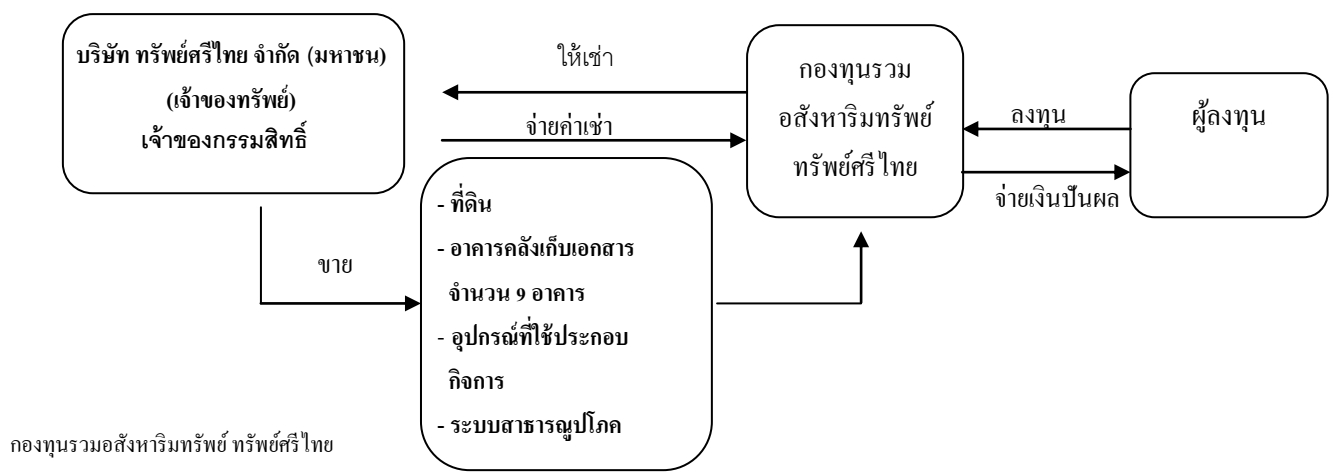 บริษัท ทรัพย์ศรีไทย จำกัด (มหาชน)
(เจ้าของทรัพย์)
เจ้าของกรรมสิทธิ์
ให้เช่า
จ่ายค่าเช่า
กองทุนรวม
อสังหาริมทรัพย์
ทรัพย์ศรีไทย
ลงทุน
จ่ายเงินปันผล
ผู้ลงทุน
ขาย
- ที่ดิน
- อาคารคลังเก็บเอกสาร
จำนวน 9 อาคาร
- อุปกรณ์ที่ใช้ประกอบ
กิจการ
- ระบบสาธารณูปโภค
กองทุนรวมอสังหาริมทรัพย์ ทรัพย์ศรีไทย